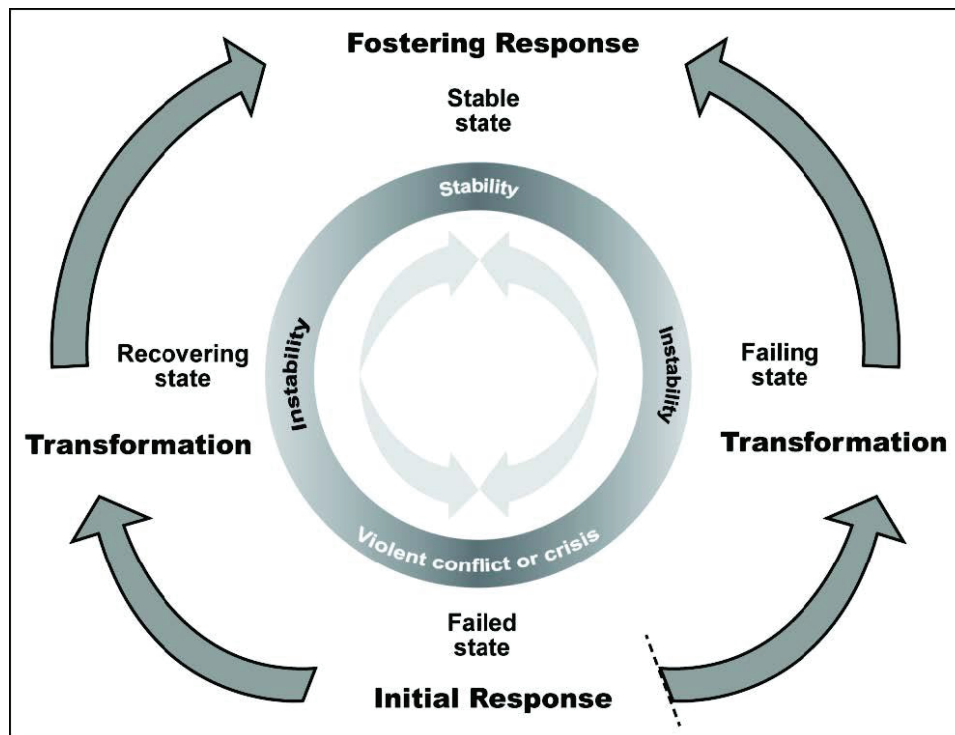 Fostering Response
Stable
state
Stability
Instability
Instability
Recovering
state
Failing
state
Transformation
Transformation
Violent conflict or crisis
Failed
state
Initial Response